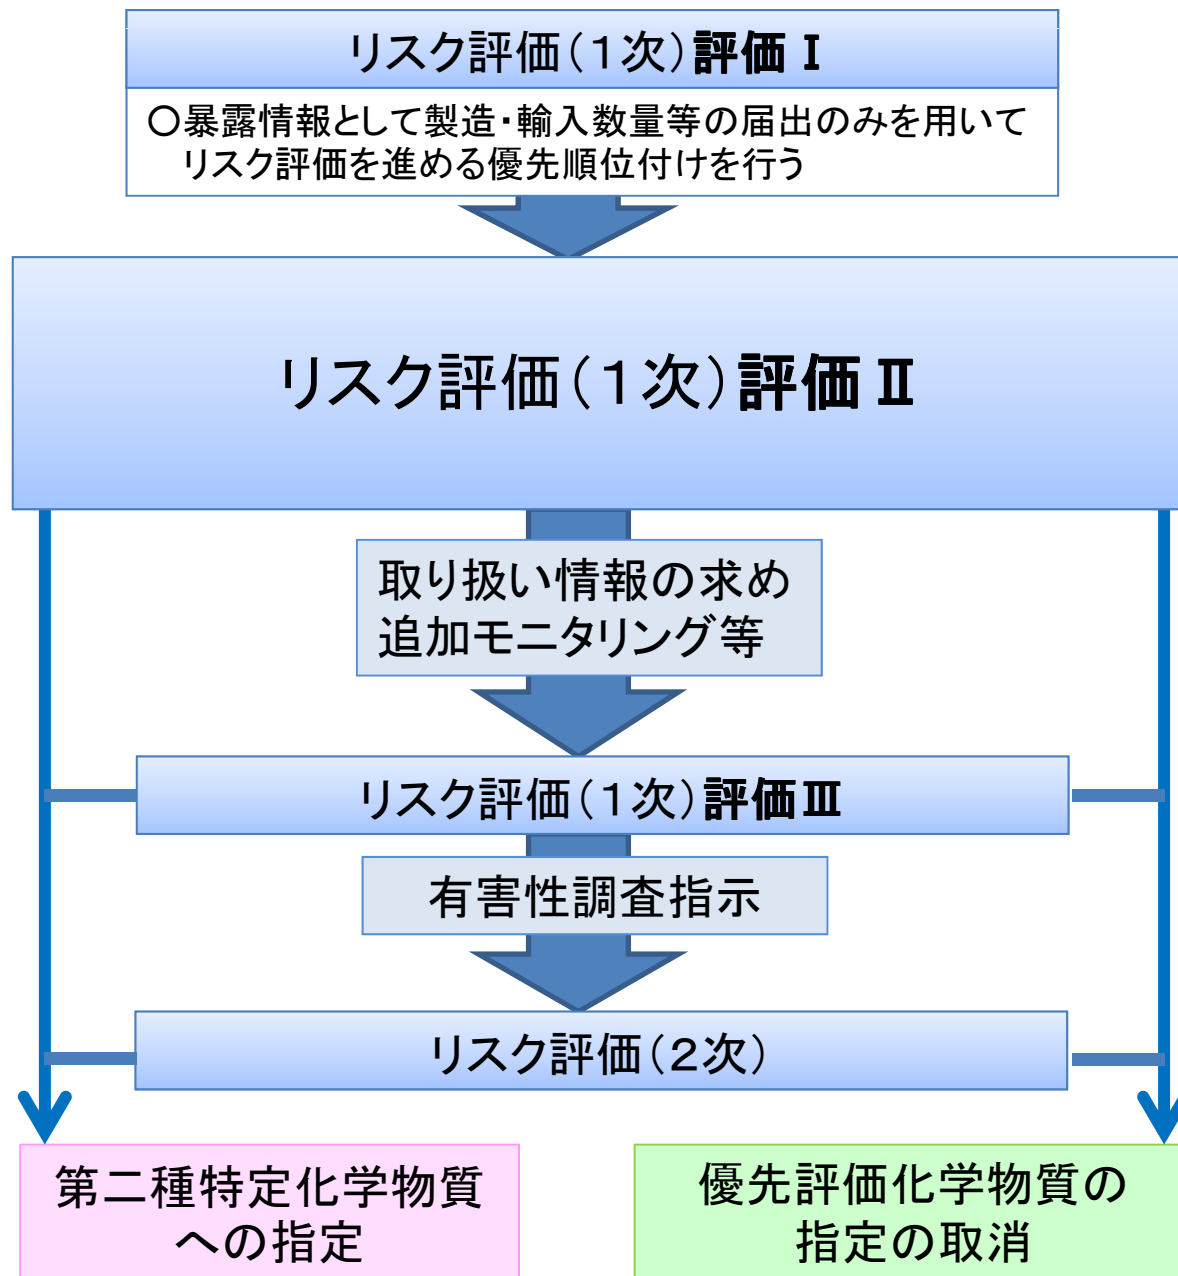 リスク評価(1次)評価Ⅰ
○暴露情報として製造・輸入数量等の届出のみを用いて
リスク評価を進める優先順位付けを行う
リスク評価(1次)評価Ⅱ
取り扱い情報の求め
追加モニタリング等
リスク評価(1次)評価Ⅲ
有害性調査指示
リスク評価(2次)
第二種特定化学物質
への指定
優先評価化学物質の
指定の取消